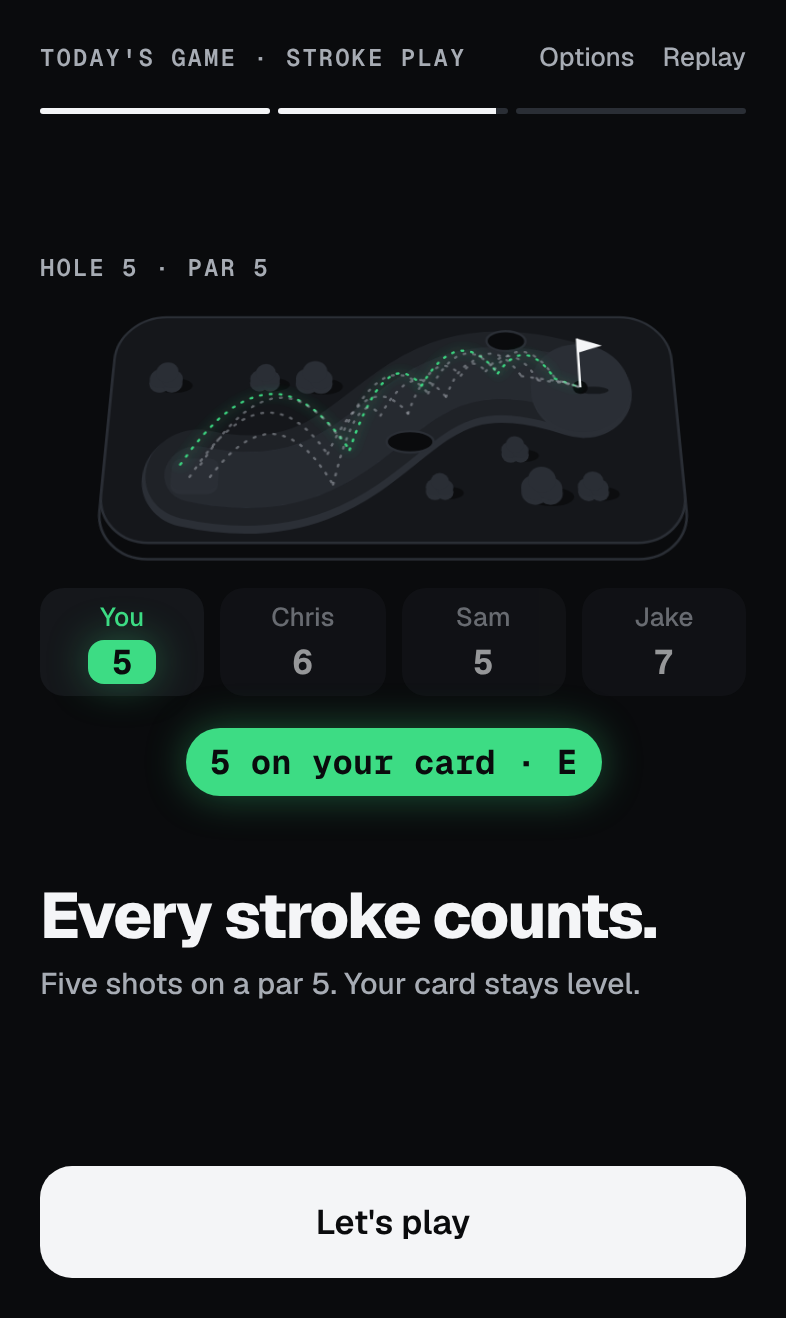 TODAY'S GAME · STROKE PLAY
Options
Replay
HOLE 5 · PAR 5
You
5
Chris
6
Sam
5
Jake
7
5 on your card · E
Every stroke counts.
Five shots on a par 5. Your card stays level.
Let's play